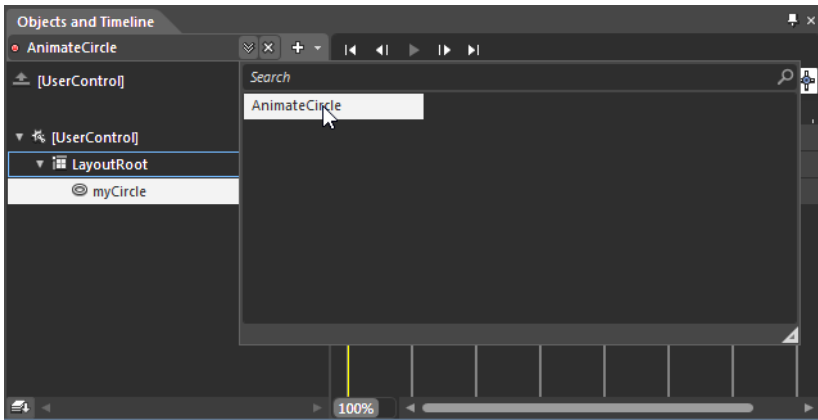 Objects and Timeline
AnimateCircle
Search
[UserControl]
AnimateCircle
[UserControl]
LayoutRoot
myCircle
100%